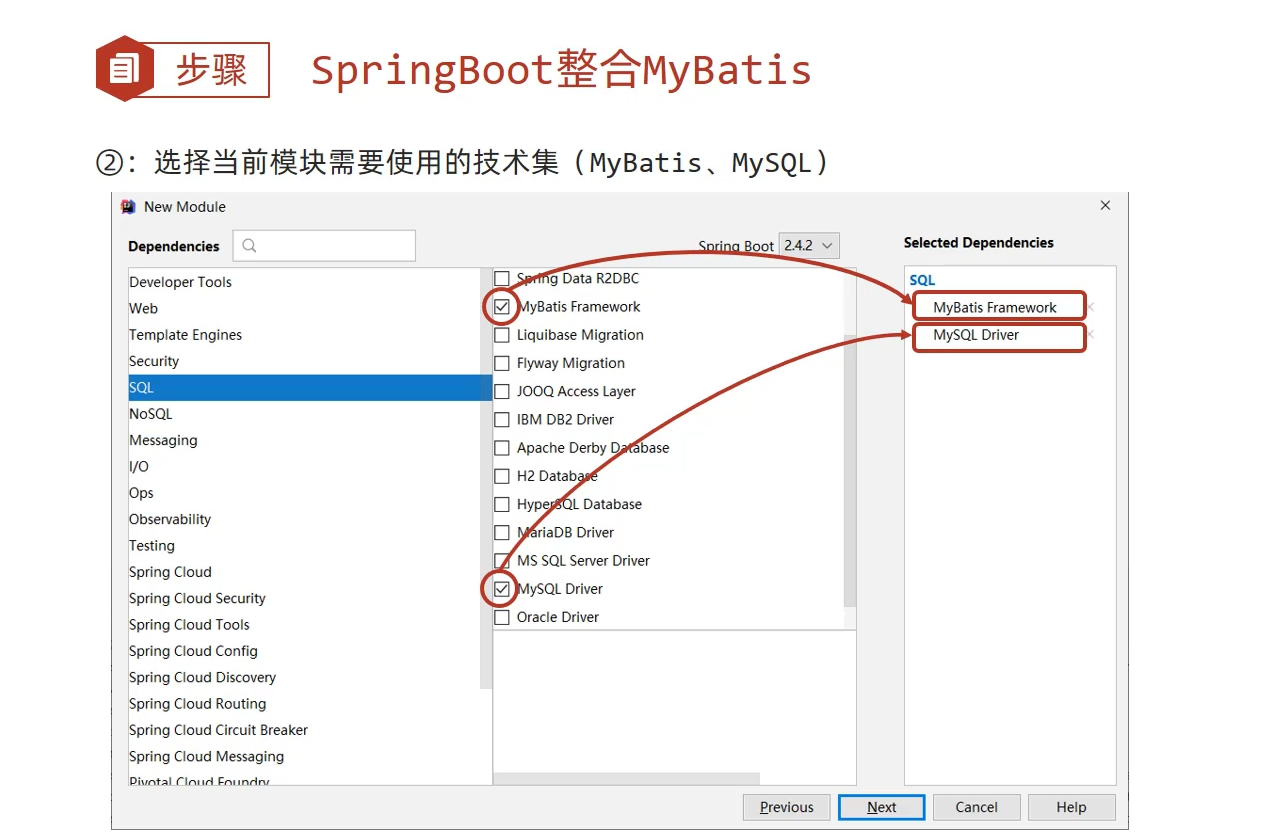 步骤
SpringBoot整合MyBatis
②：选择当前模块需要使用的技术集（MyBatis、MySQL）
New Module
Dependencies
Spring Boot 2.4.2
Selected Dependencies
Developer Tools
Web
Template Engines
Security
SQL
NoSQL
Messaging
I/O
Ops
Observability
Testing
Spring Cloud
Spring Cloud Security
Spring Cloud Tools
Spring Cloud Config
Spring Cloud Discovery
Spring Cloud Routing
Spring Cloud Circuit Breaker
Spring Cloud Messaging
Pivotal Cloud Foundry
Spring Data R2DBC
MyBatis Framework
Liquibase Migration
Flyway Migration
JOOQ Access Layer
IBM DB2 Driver
Apache Derby Database
H2 Database
HyperSQL Database
MariaDB Driver
MS SQL Server Driver
MySQL Driver
Oracle Driver
SQL
MyBatis Framework
MySQL Driver
Previous
Next
Cancel
Help